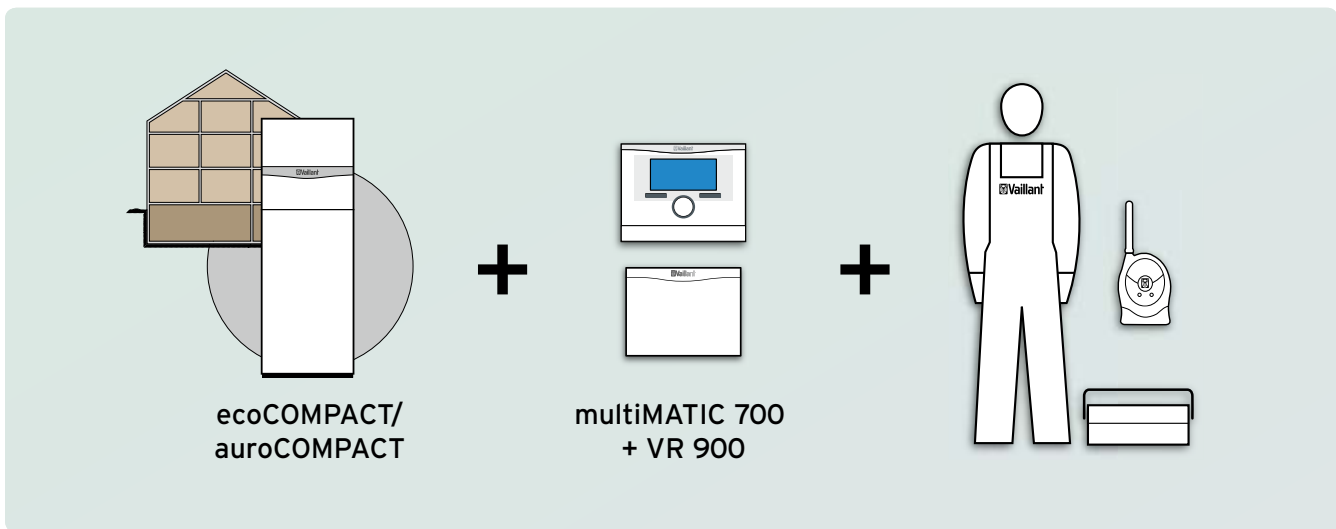 Vaillant
Vaillant
Vaillant
Vaillant
ecoCOMPACT/
auroCOMPACT
multiMATIC 700
+ VR 900